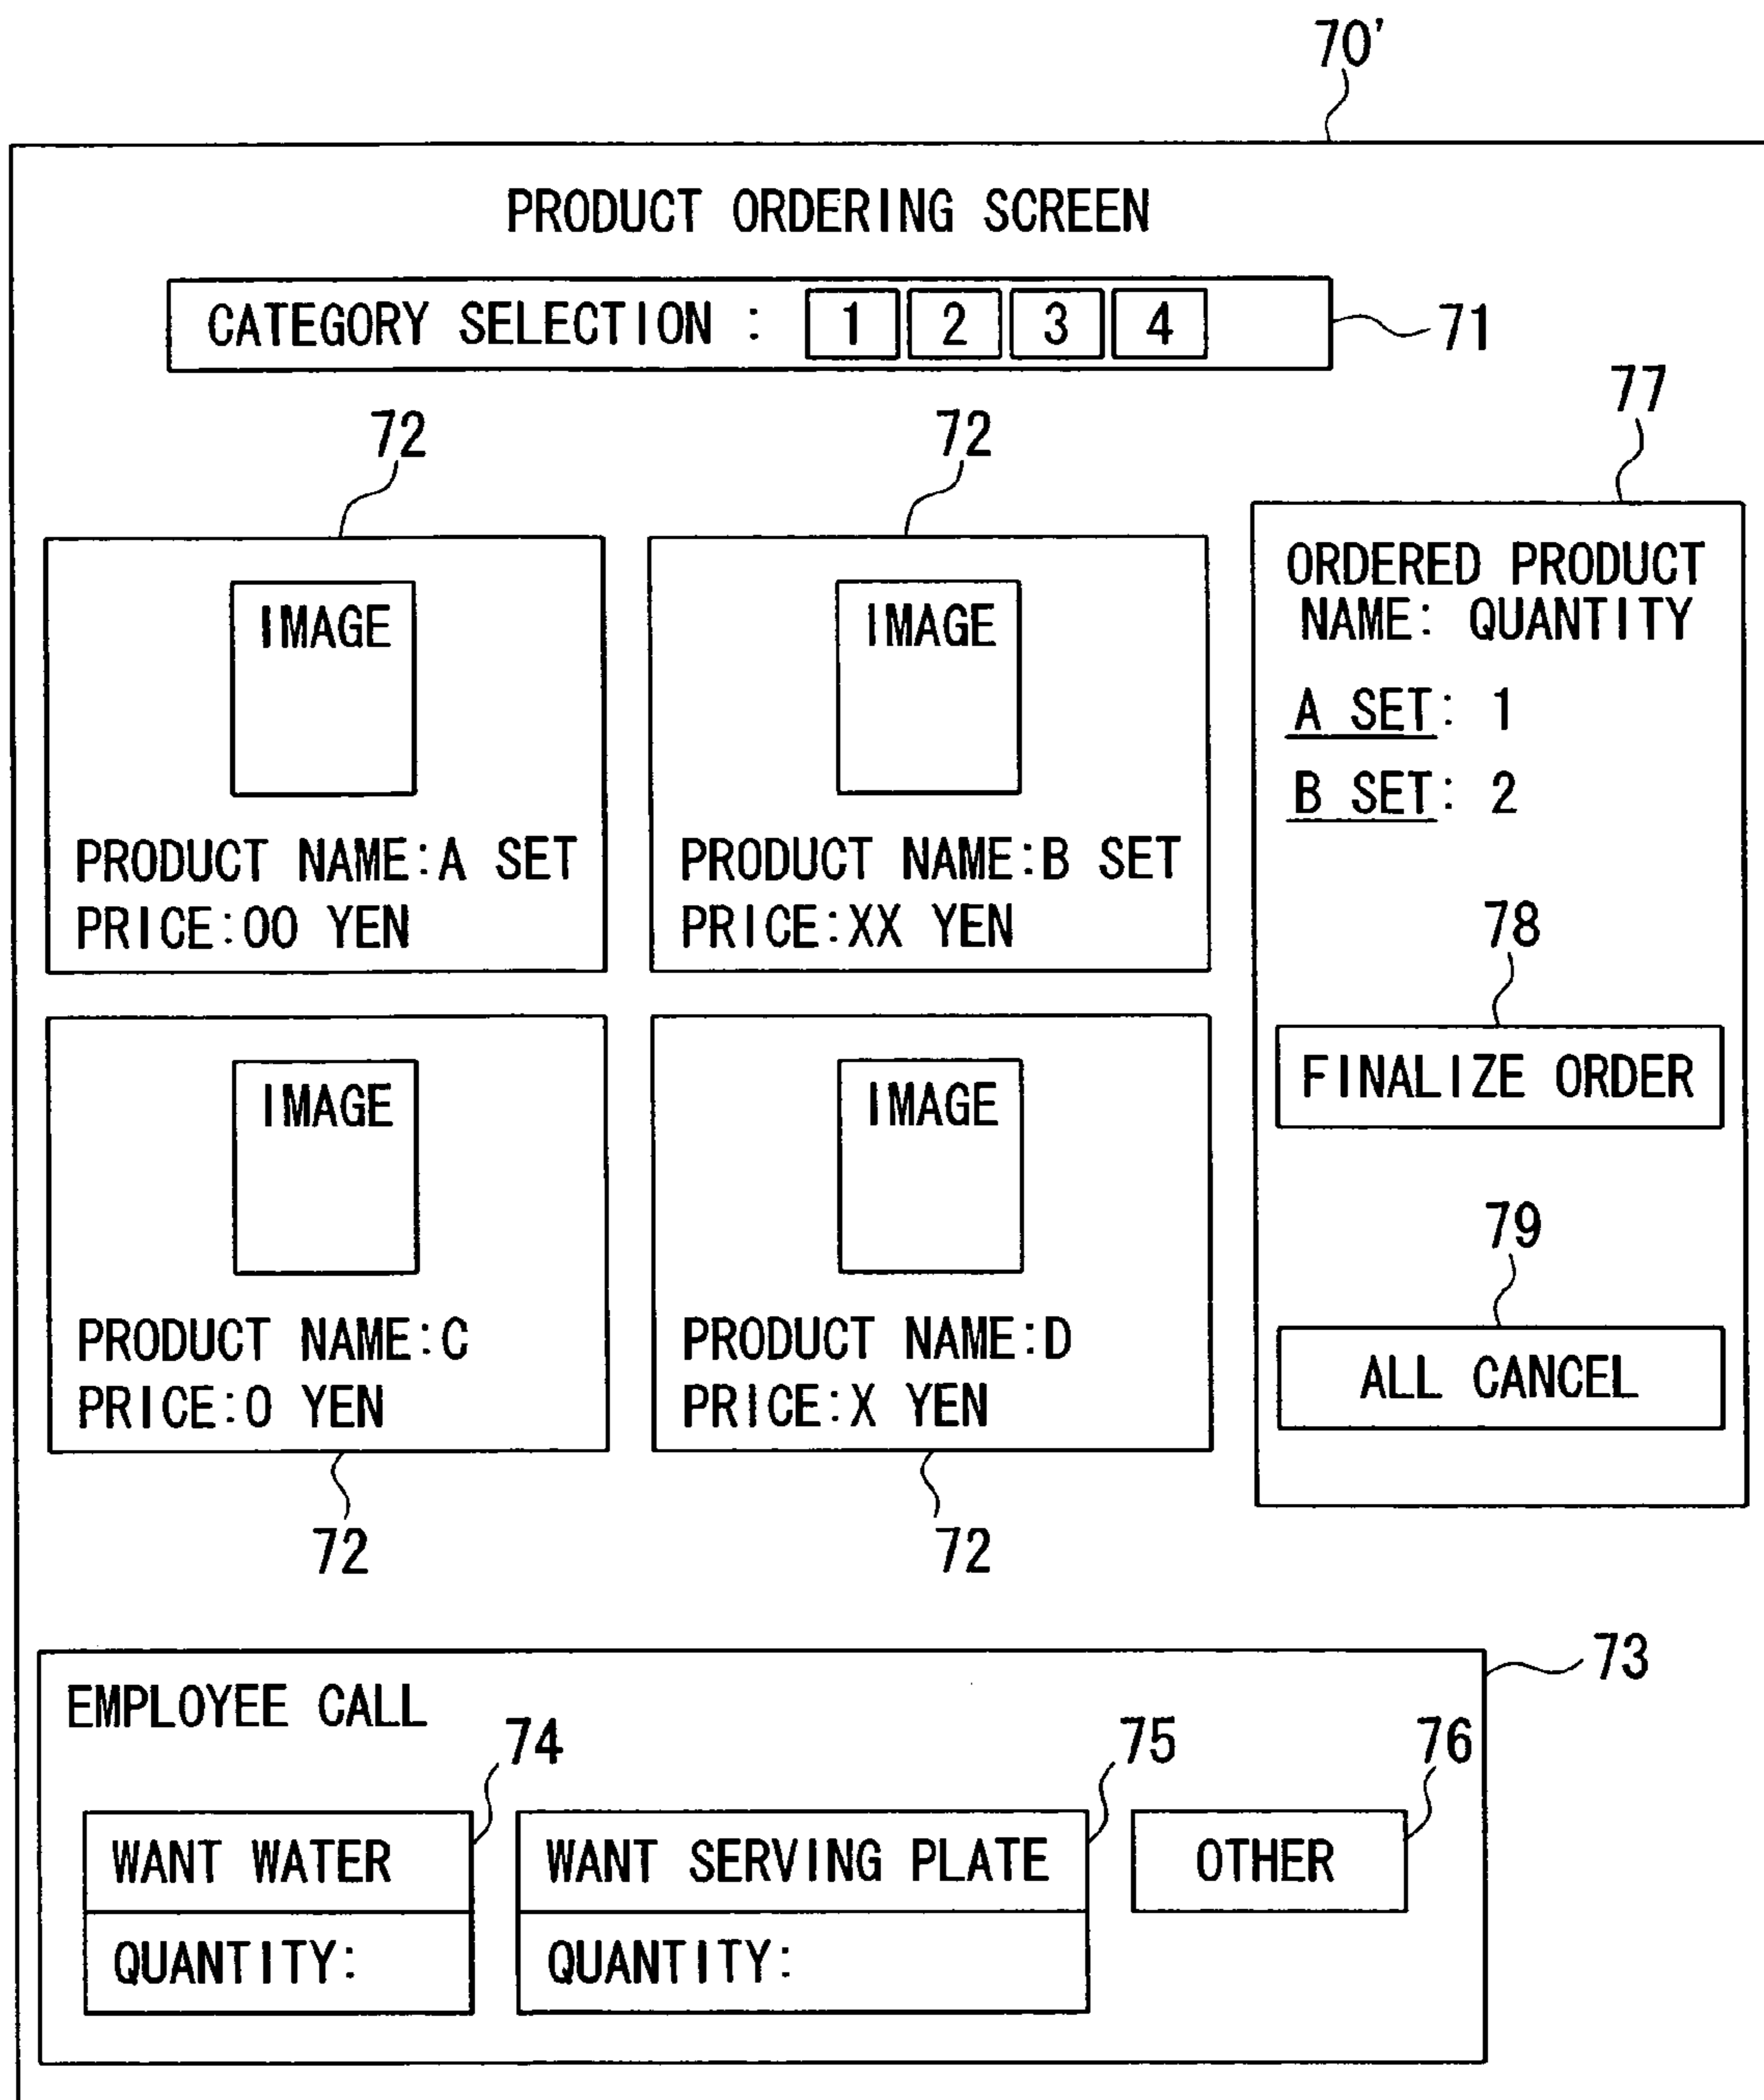 70'
PRODUCT ORDERING SCREEN
CATEGORY SELECTION : 1 2 3 4
71
77
72
72
IMAGE
PRODUCT NAME:A SET
PRICE:OO YEN
IMAGE
PRODUCT NAME:B SET
PRICE:XX YEN
ORDERED PRODUCT
NAME: QUANTITY
A SET: 1
B SET: 2
78
FINALIZE ORDER
79
ALL CANCEL
IMAGE
PRODUCT NAME:C
PRICE:O YEN
IMAGE
PRODUCT NAME:D
PRICE:X YEN
72
72
73
EMPLOYEE CALL
74
75
76
WANT WATER
QUANTITY:
WANT SERVING PLATE
QUANTITY:
OTHER